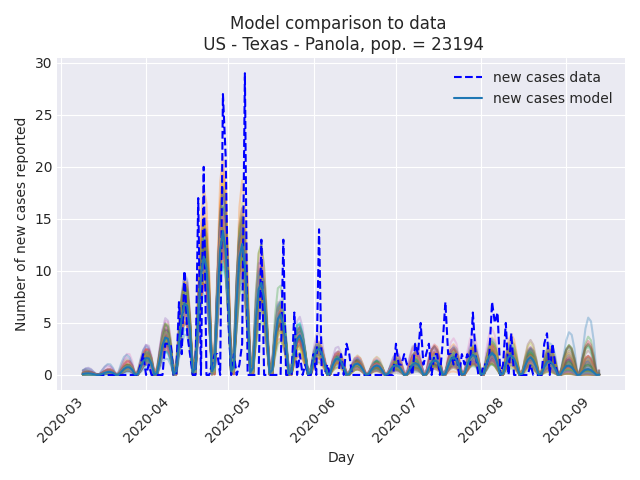 Model comparison to data
US - Texas - Panola, pop. = 23194
Number of new cases reported
30
25
20
15
10
5
0
new cases data
new cases model
2020-03
2020-04
2020-05
2020-06
2020-07
2020-08
2020-09
Day